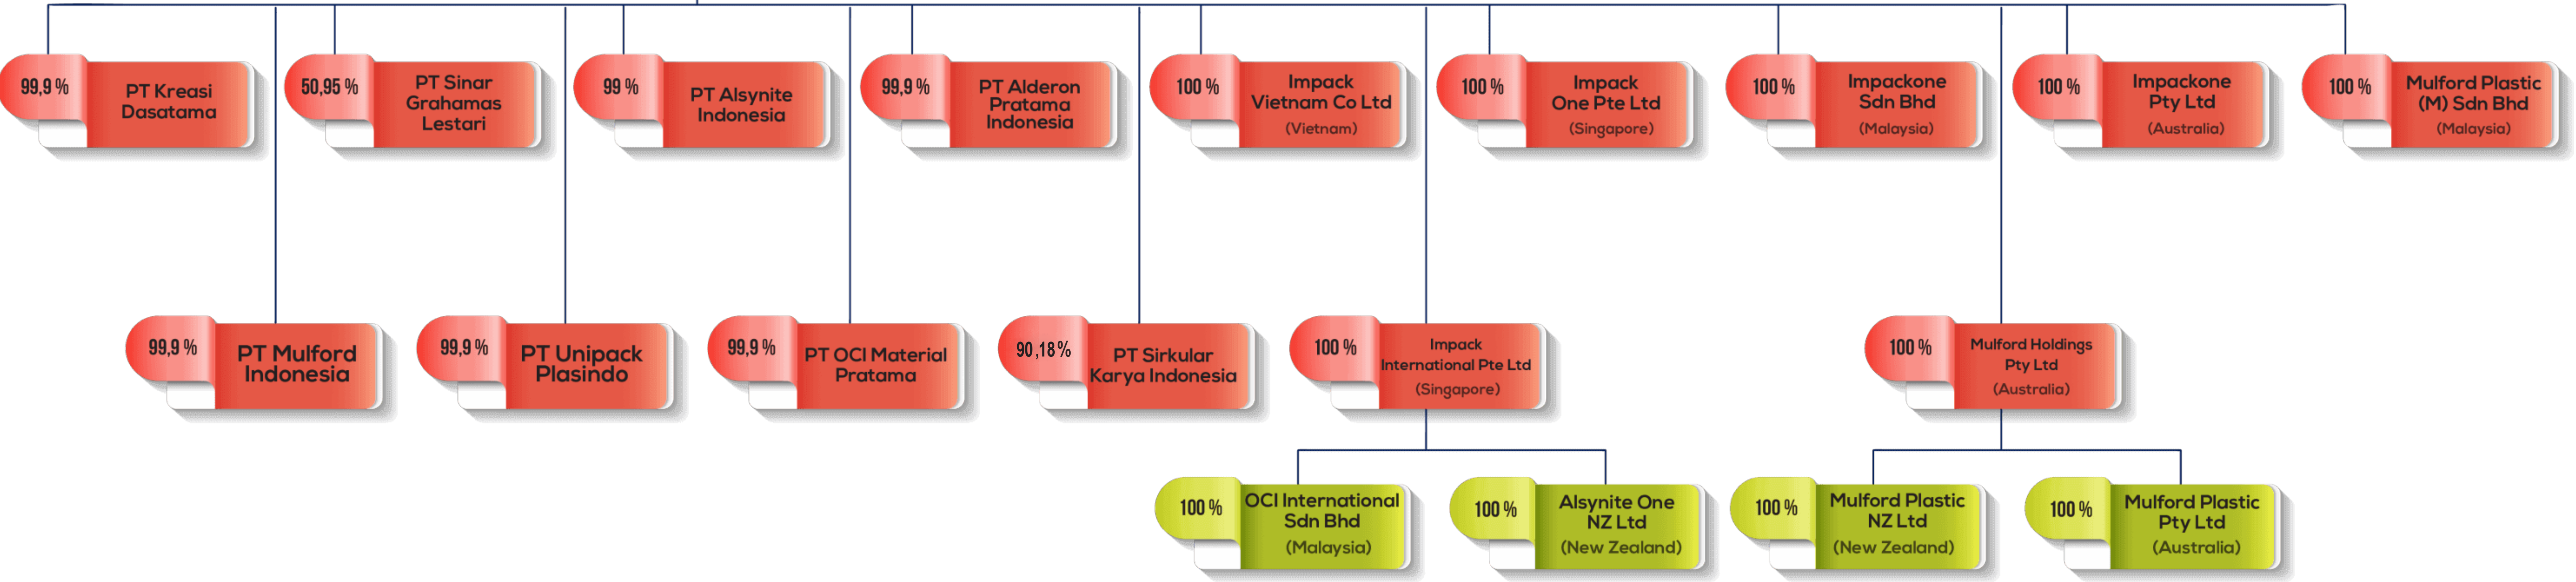 99,9 %
PT Kreasi
Dasatama
50,95 %
PT Sinar
Grahamas
Lestari
99 %
PT Alsynite
Indonesia
99,9 %
PT Alderon
Pratama
Indonesia
100 %
Impack
Vietnam Co Ltd
(Vietnam)
100 %
Impack
One Pte Ltd
(Singapore)
100 %
Impackone
Sdn Bhd
(Malaysia)
100 %
Impackone
Pty Ltd
(Australia)
100 %
Mulford Plastic
(M) Sdn Bhd
(Malaysia)
99,9 %
PT Mulford
Indonesia
99,9 %
PT Unipack
Plasindo
99,9 %
PT OCI Material
Pratama
90,18%
PT Sirkular
Karya Indonesia
100 %
Impack
International Pte Ltd
(Singapore)
100 %
Mulford Holdings
Pty Ltd
(Australia)
100 %
OCI International
Sdn Bhd
(Malaysia)
100 %
Alsynite One
NZ Ltd
(New Zealand)
100 %
Mulford Plastic
NZ Ltd
(New Zealand)
100 %
Mulford Plastic
Pty Ltd
(Australia)